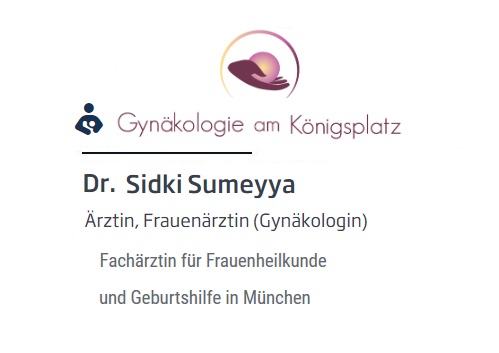 Gynäkologie am Königsplatz
Dr. Sidki Sumeyya
Ärztin, Frauenärztin (Gynäkologin)
Fachärztin für Frauenheilkunde
und Geburtshilfe in München